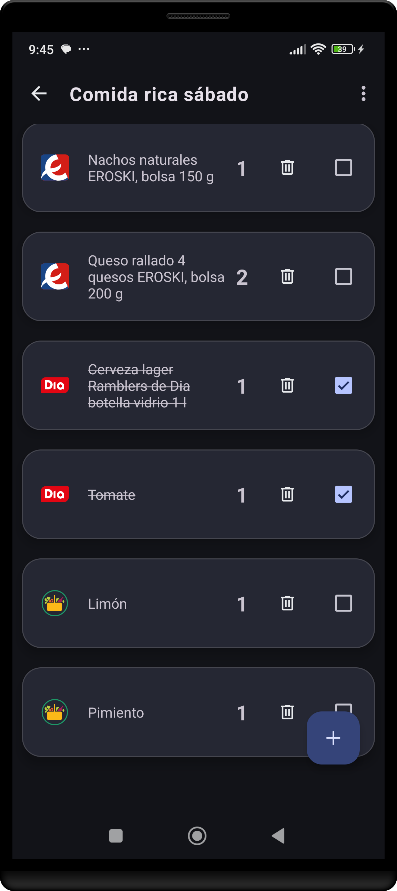 9:45
39
Comida rica sábado
Nachos naturales
EROSKI, bolsa 150 g
1
Queso rallado 4
quesos EROSKI, bolsa
200 g
2
Dia
Cerveza lager
Ramblers de Dia
botella vidrio 1 l
1
Dia
Tomate
1
Limón
1
Pimiento
1